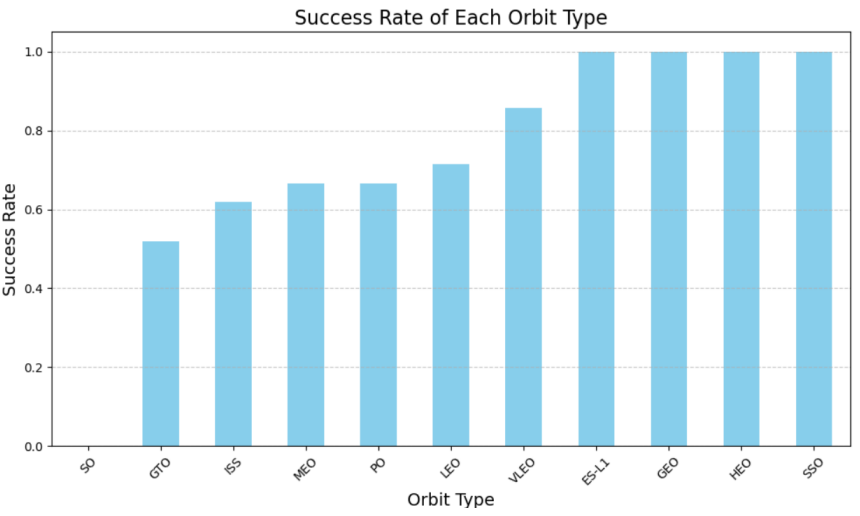 Success Rate of Each Orbit Type
Success Rate
1.0
0.8
0.6
0.4
0.2
0.0
SO
GTO
ISS
MEO
PO
LEO
VLEO
ES-L1
GEO
HEO
SSO
Orbit Type